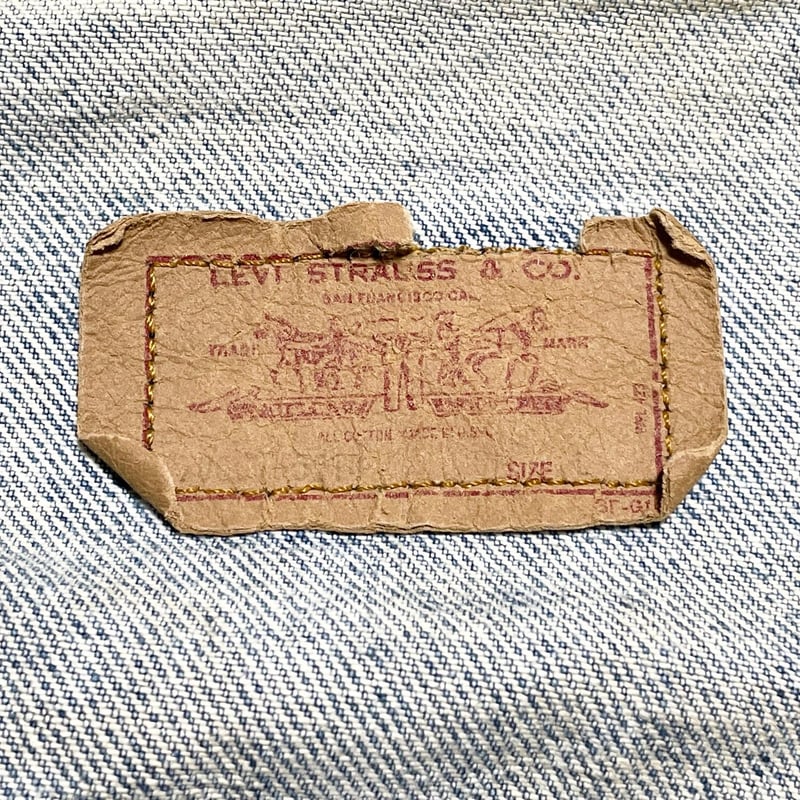 LEVI STRAUSS & CO.
SAN FRANCISCO CAL.
TRADE MARK
ALL COTTON MADE IN U.S.A.
SIZE